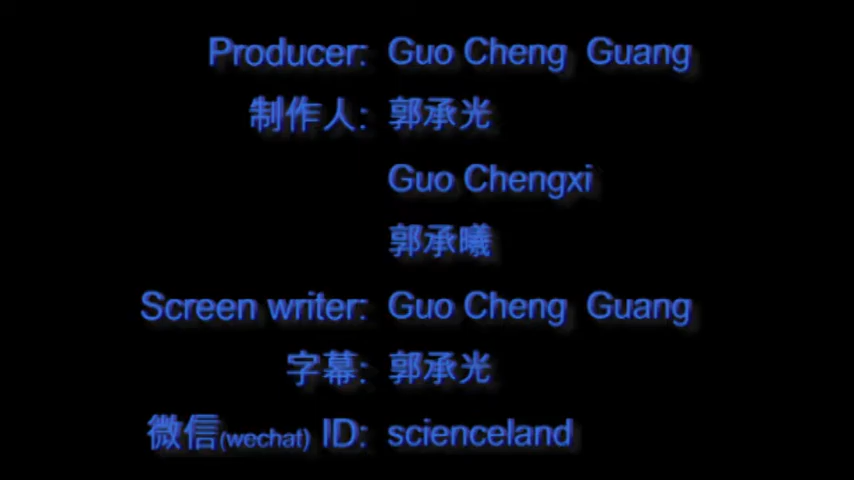 Producer: Guo Cheng Guang
制作人: 郭承光
Guo Chengxi
郭承曦
Screen writer: Guo Cheng Guang
字幕: 郭承光
微信(wechat) ID: scienceland